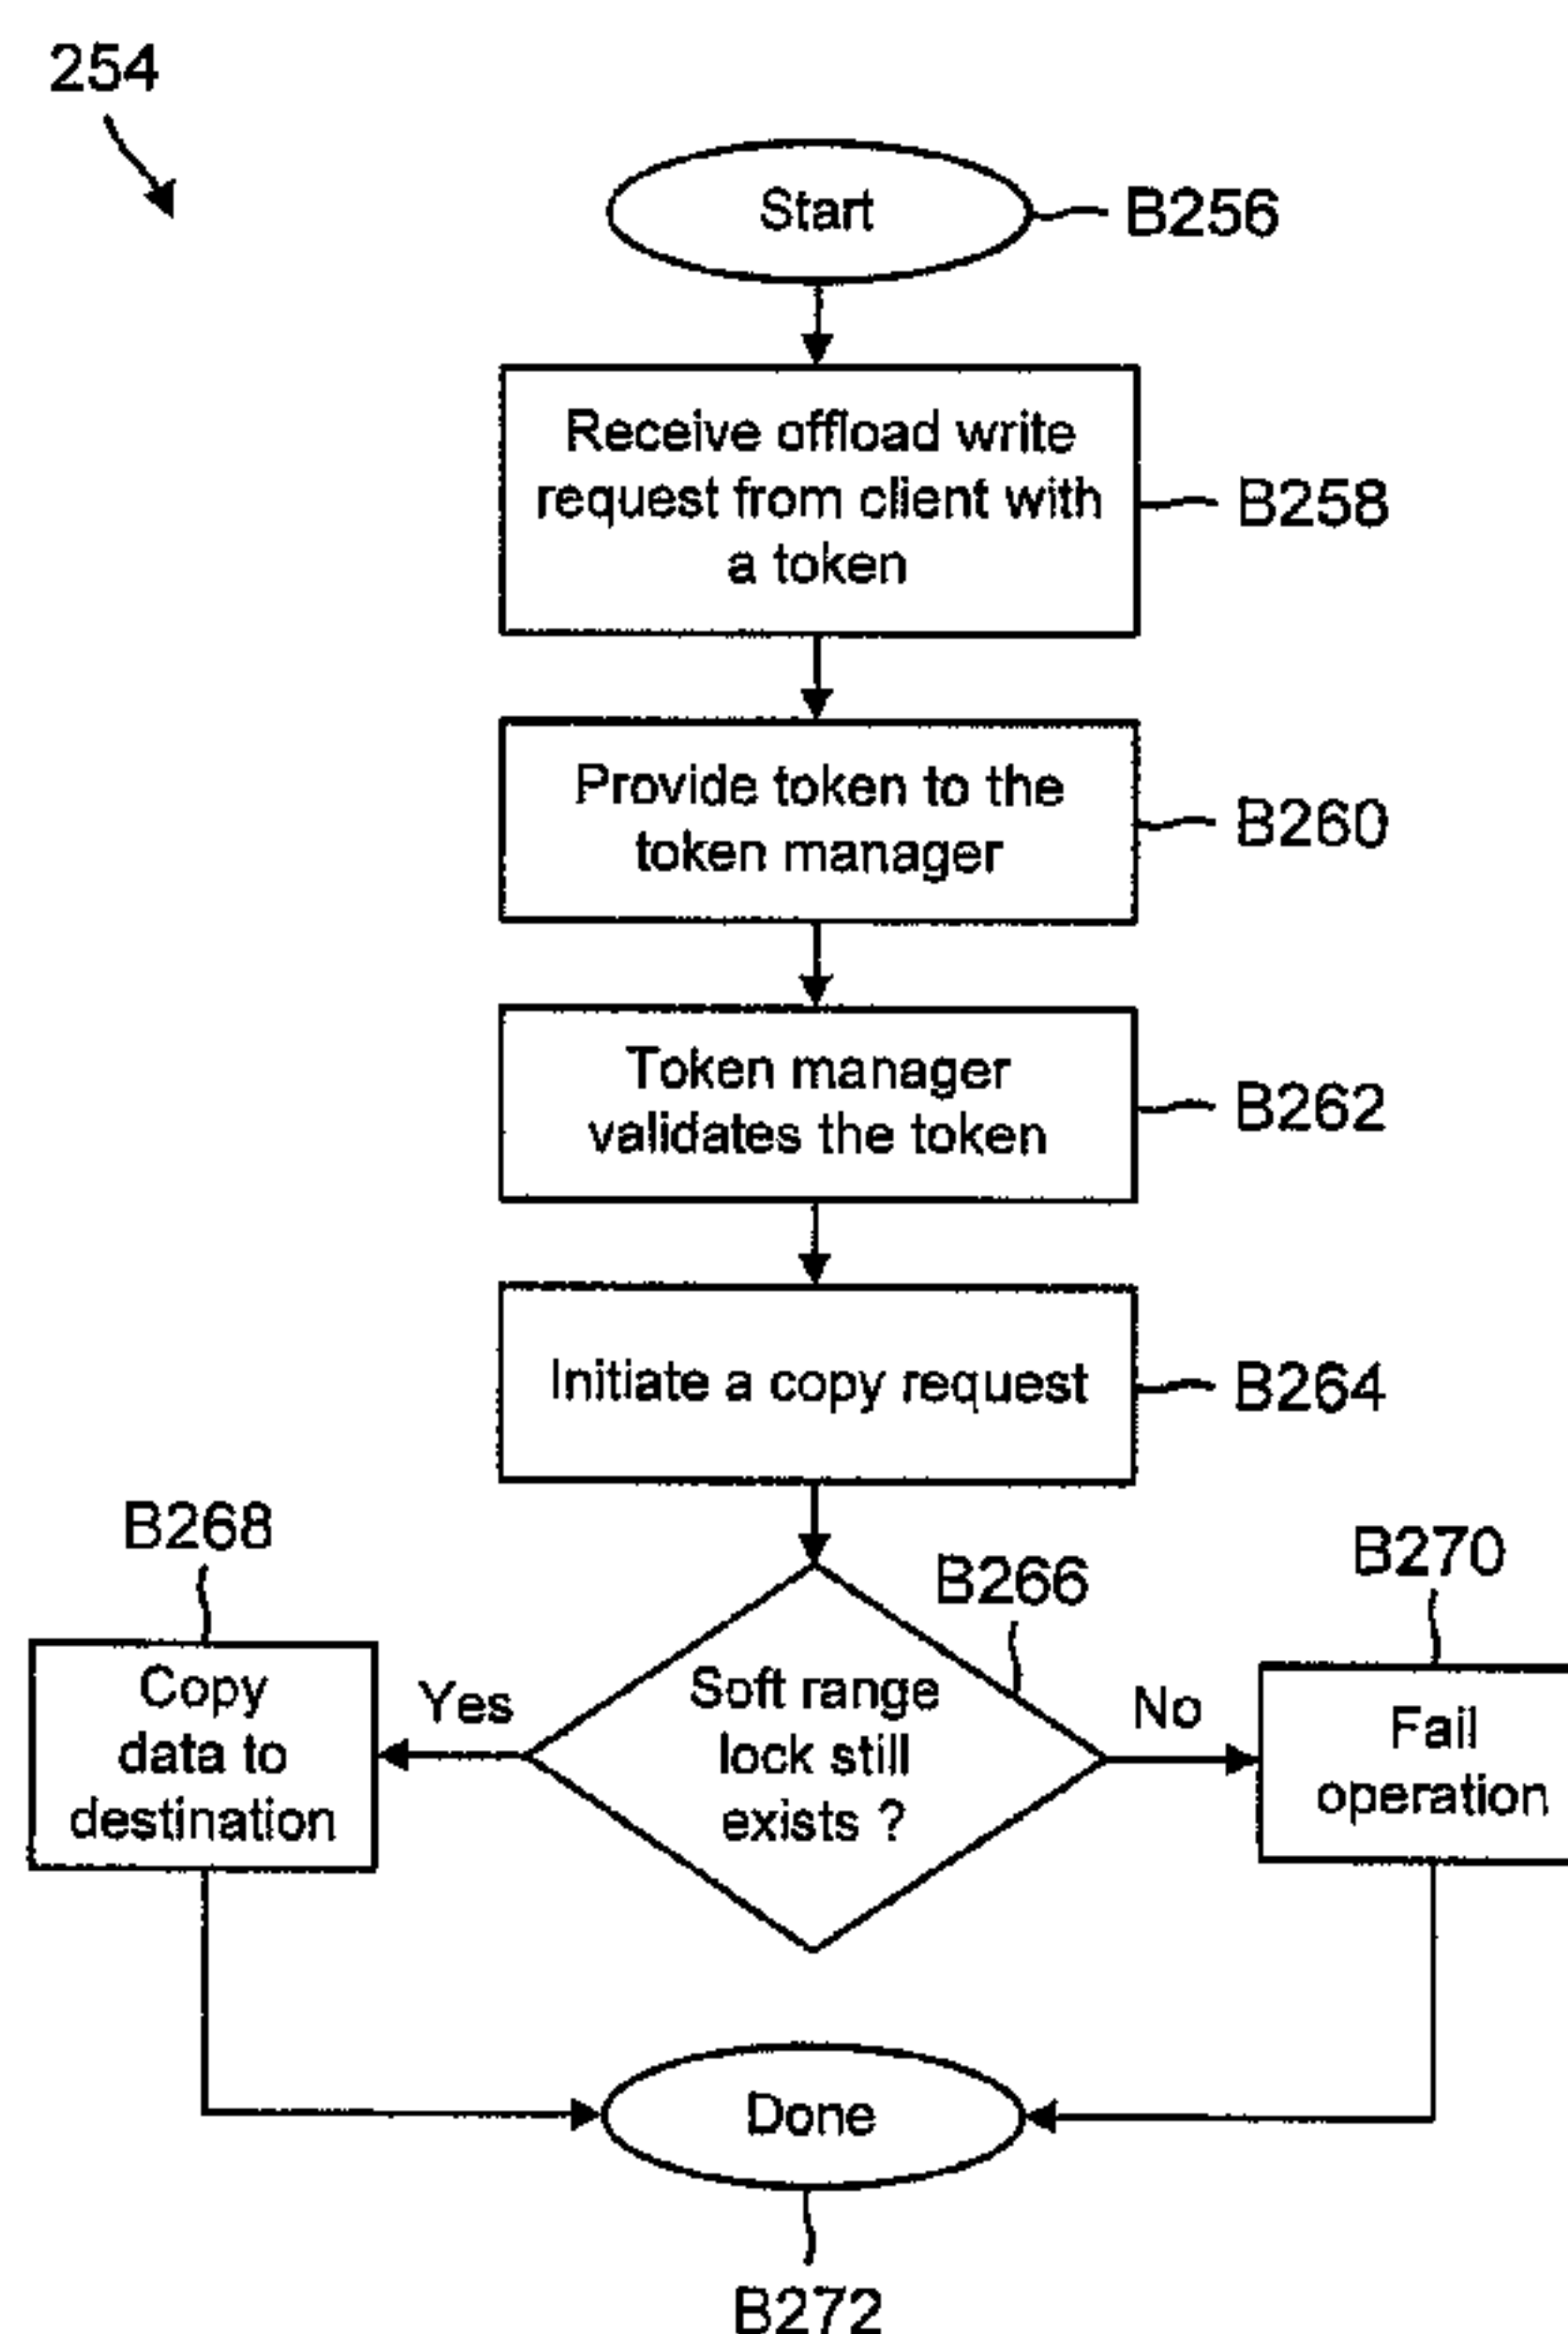 254
Start
B256
Receive offload write
request from client with
a token
B258
Provide token to the
token manager
B260
Token manager
validates the token
B262
Initiate a copy request
B264
B268
Copy
data to
destination
Yes
B266
Soft range
lock still
exists ?
No
B270
Fail
operation
Done
B272